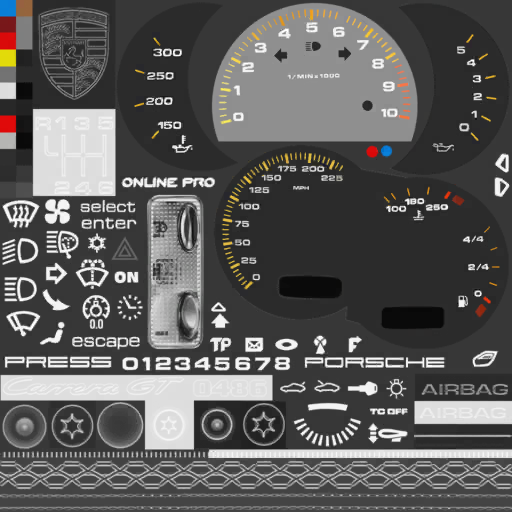 300
250
200
150
0 1 2 3 4 5 6 7 8 9 10
1/MIN x 1000
5
4
3
2
1
0
R 1 3 5
2 4 6
ONLINE PRO
select
enter
ON
0.0
escape
0 25 50 75 100 125 150 175 200 225
MPH
100 190 250
4/4
2/4
0
TP
F
PRESS
012345678
PORSCHE
Carrera GT
0486
AIRBAG
TC OFF
AIRBAG